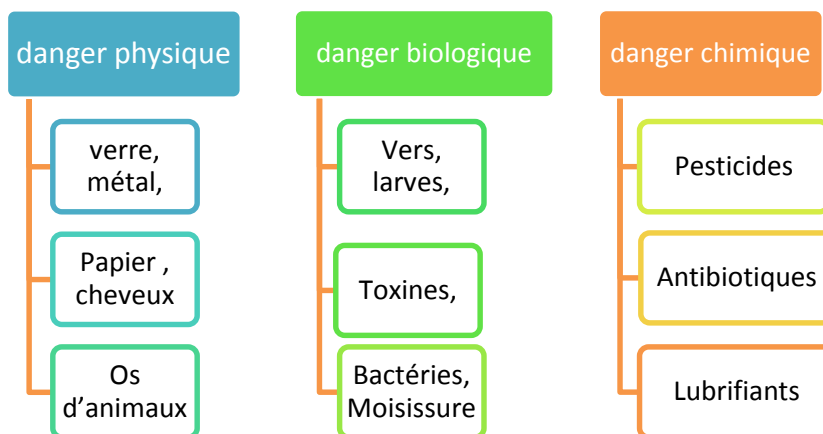 danger physique
verre,
métal,
Papier ,
cheveux
Os
d’animaux
danger biologique
Vers,
larves,
Toxines,
Bactéries,
Moisissure
danger chimique
Pesticides
Antibiotiques
Lubrifiants